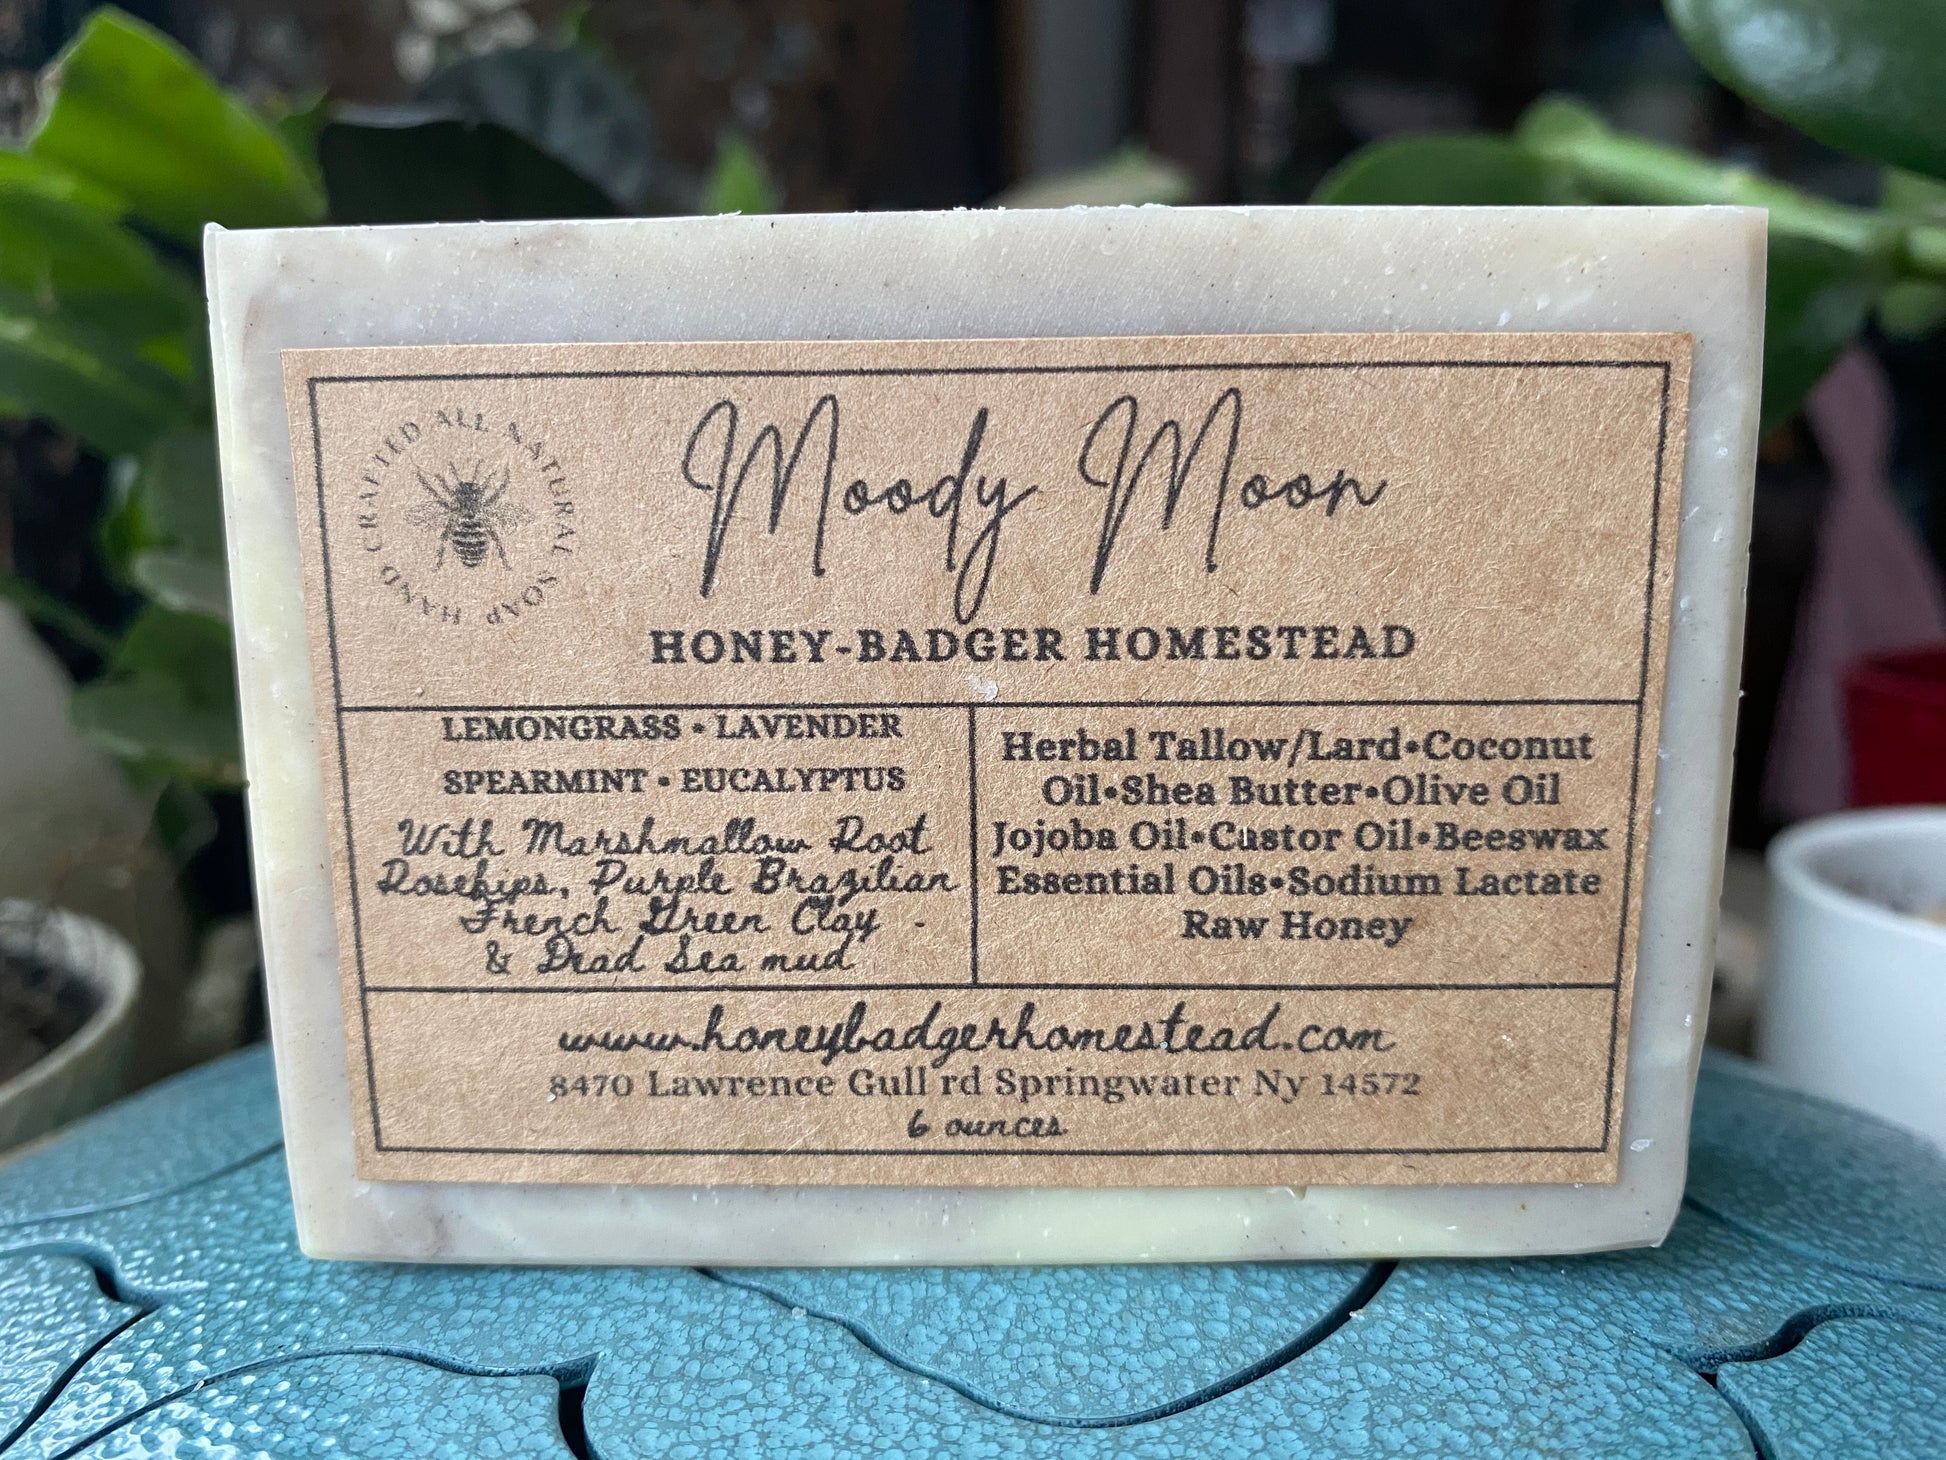 HAND CRAFTED ALL NATURAL SOAP
Moody Moon
HONEY-BADGER HOMESTEAD
LEMONGRASS • LAVENDER
SPEARMINT • EUCALYPTUS
With Marshmallow Root
Rosehips, Purple Brazilian
French Green Clay
& Dead Sea mud
Herbal Tallow/Lard•Coconut
Oil•Shea Butter•Olive Oil
Jojoba Oil•Castor Oil•Beeswax
Essential Oils•Sodium Lactate
Raw Honey
www.honeybadgerhomestead.com
8470 Lawrence Gull rd Springwater Ny 14572
6 ounces